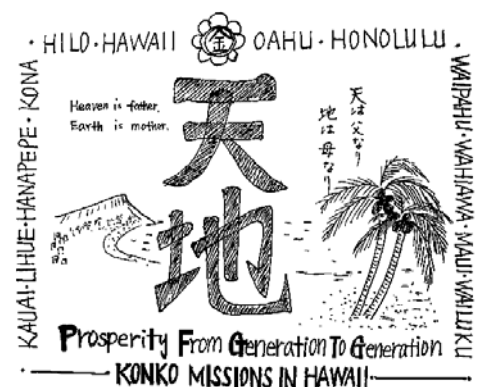 · HILO · HAWAII 金 OAHU · HONOLULU ·
KAUAI · LIHUE · HANAPEPE · KONA
WAIPAHU · WAHIAWA · MAUI · WAILUKU
Heaven is father.
Earth is mother.
天地
天は父なり
地は母なり
Prosperity From Generation To Generation
KONKO MISSIONS IN HAWAII